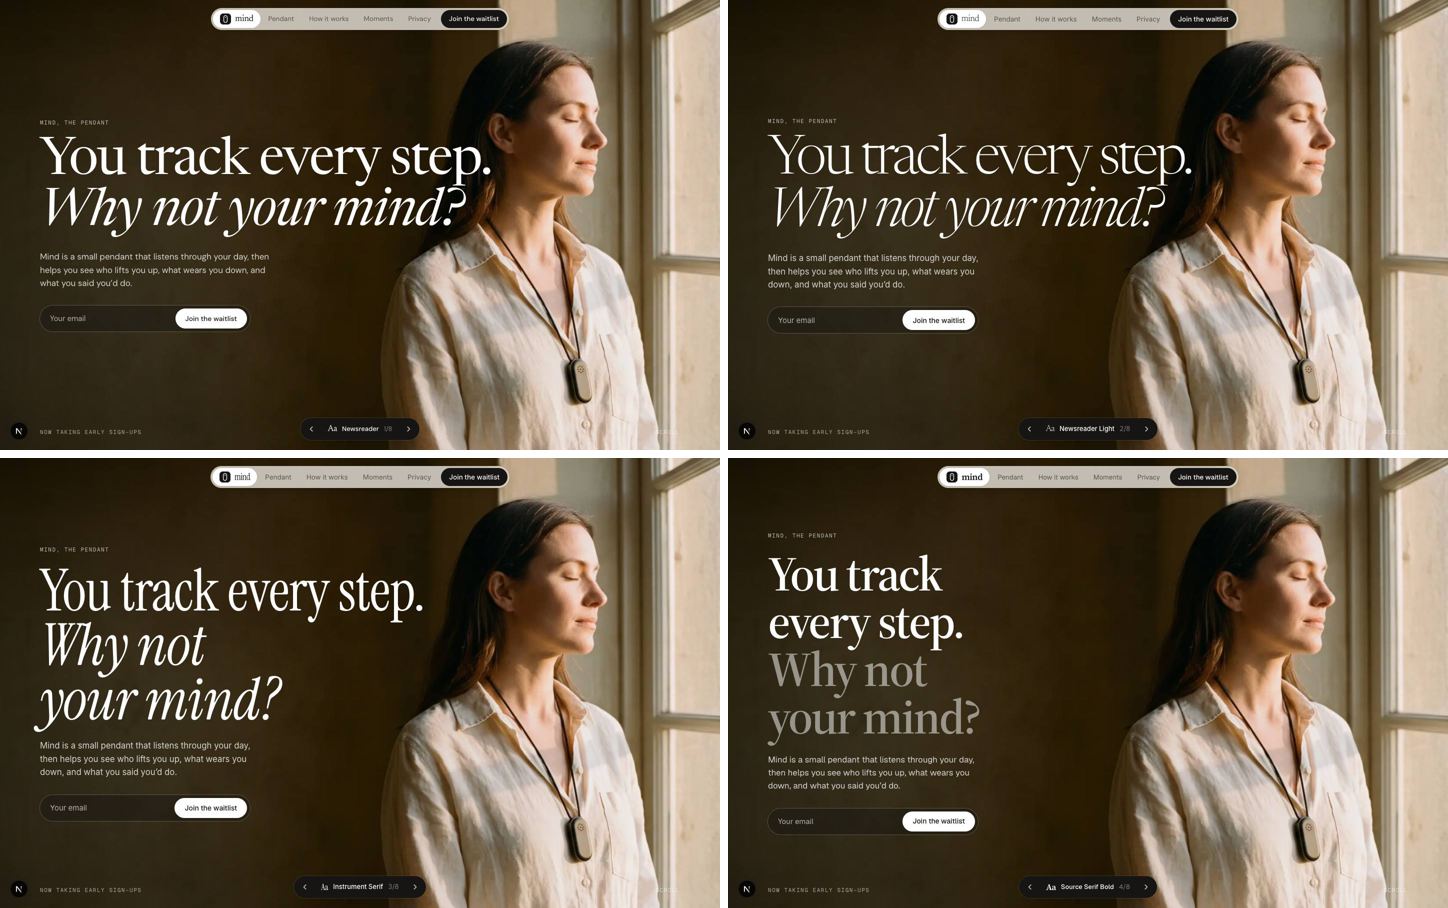 mind Pendant How it works Moments Privacy Join the waitlist
MIND, THE PENDANT
You track every step.
Why not your mind?
Mind is a small pendant that listens through your day, then
helps you see who lifts you up, what wears you down, and
what you said you'd do.
Your email Join the waitlist
N NOW TAKING EARLY SIGN-UPS
Aa Newsreader 1/8
SCROLL
mind Pendant How it works Moments Privacy Join the waitlist
MIND, THE PENDANT
You track every step.
Why not your mind?
Mind is a small pendant that listens through your day,
then helps you see who lifts you up, what wears you
down, and what you said you'd do.
Your email Join the waitlist
N NOW TAKING EARLY SIGN-UPS
Aa Newsreader Light 2/8
SCROLL
mind Pendant How it works Moments Privacy Join the waitlist
MIND, THE PENDANT
You track every step.
Why not
your mind?
Mind is a small pendant that listens through your day,
then helps you see who lifts you up, what wears you
down, and what you said you'd do.
Your email Join the waitlist
N NOW TAKING EARLY SIGN-UPS
Aa Instrument Serif 3/8
SCROLL
mind Pendant How it works Moments Privacy Join the waitlist
MIND, THE PENDANT
You track
every step.
Why not
your mind?
Mind is a small pendant that listens through your day,
then helps you see who lifts you up, what wears you
down, and what you said you'd do.
Your email Join the waitlist
N NOW TAKING EARLY SIGN-UPS
Aa Source Serif Bold 4/8